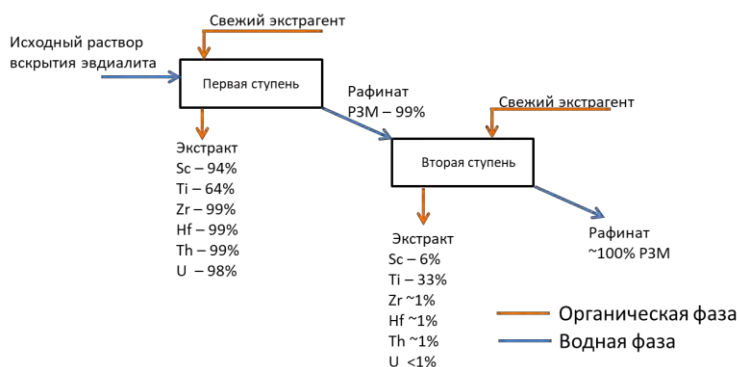 Свежий экстрагент
Исходный раствор
вскрытия эвдиалита
Первая ступень
Рафинат
РЗМ – 99%
Свежий экстрагент
Вторая ступень
Экстракт
Sc – 94%
Ti – 64%
Zr – 99%
Hf – 99%
Th – 99%
U – 98%
Экстракт
Sc – 6%
Ti – 33%
Zr ~1%
Hf ~1%
Th ~1%
U <1%
Рафинат
~100% РЗМ
Органическая фаза
Водная фаза